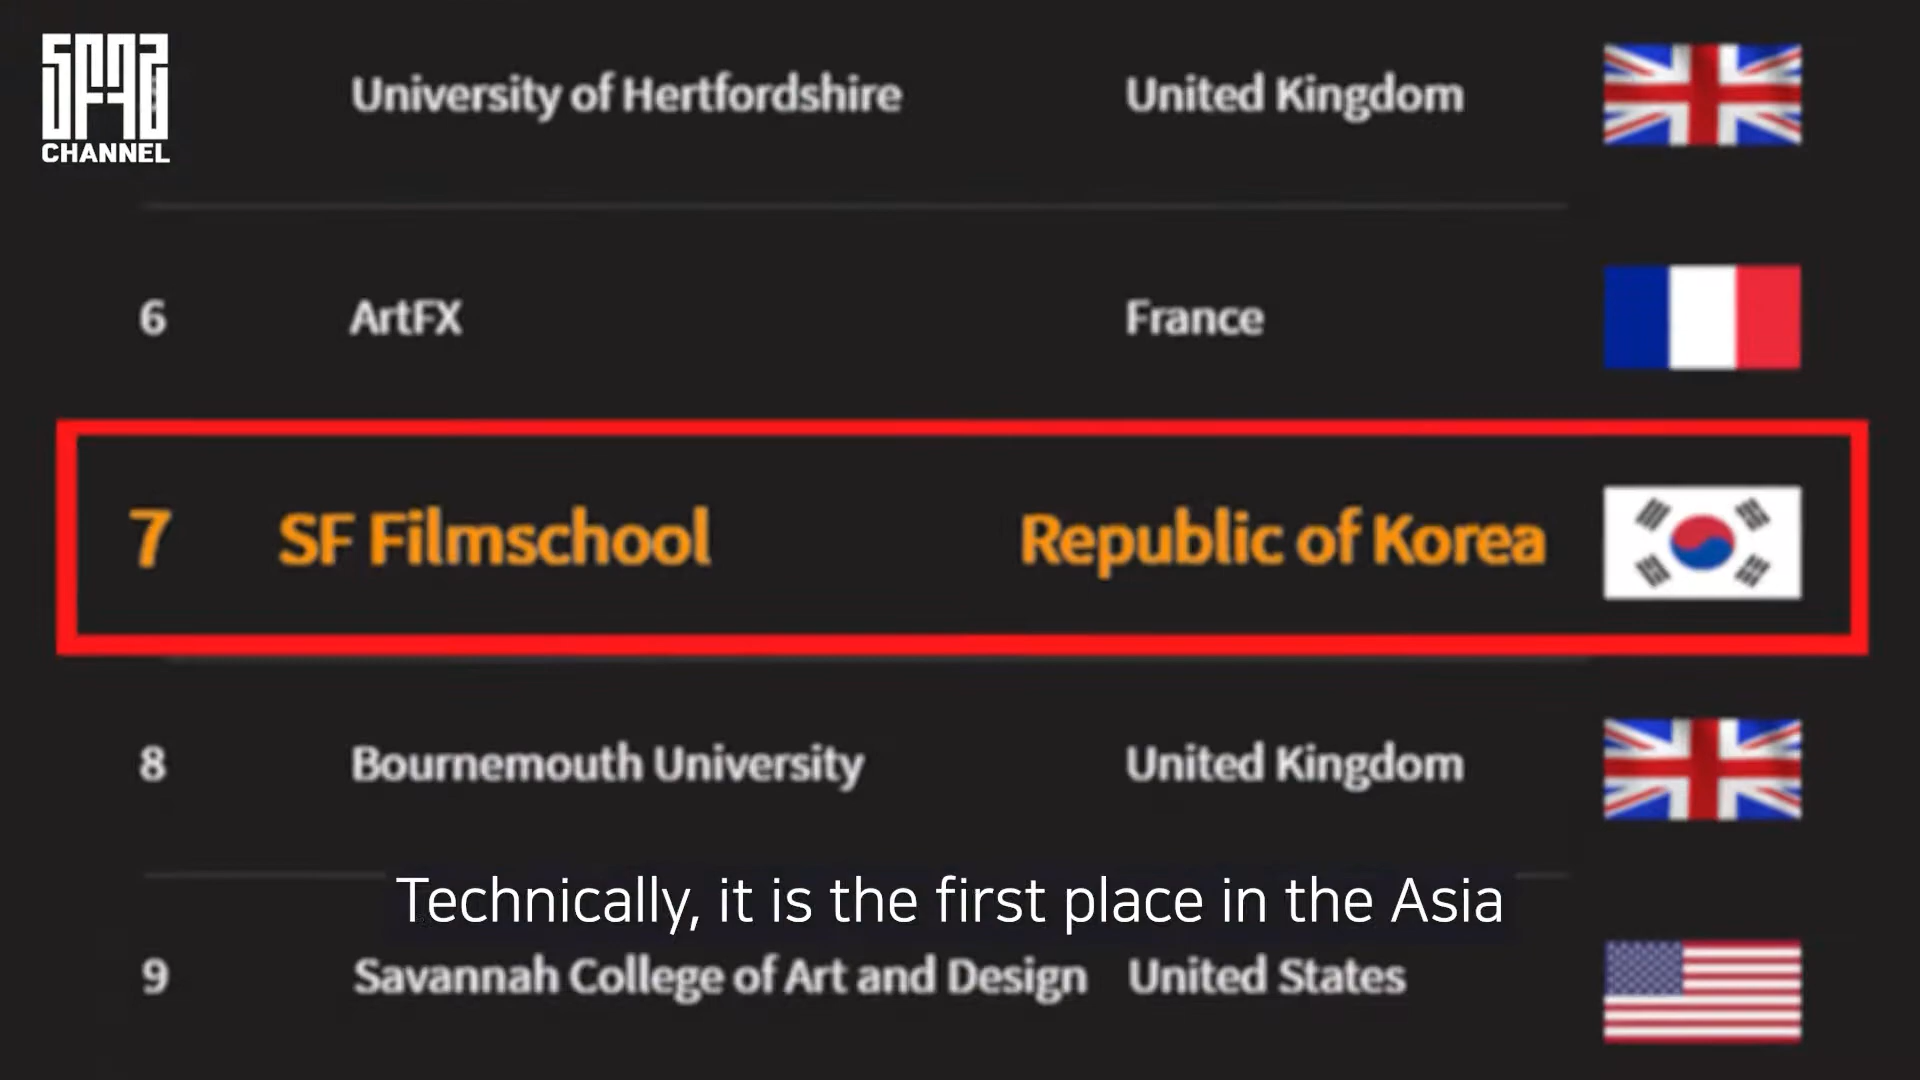 CHANNEL
University of Hertfordshire United Kingdom
6 ArtFX France
7 SF Filmschool Republic of Korea
8 Bournemouth University United Kingdom
Technically, it is the first place in the Asia
9 Savannah College of Art and Design United States